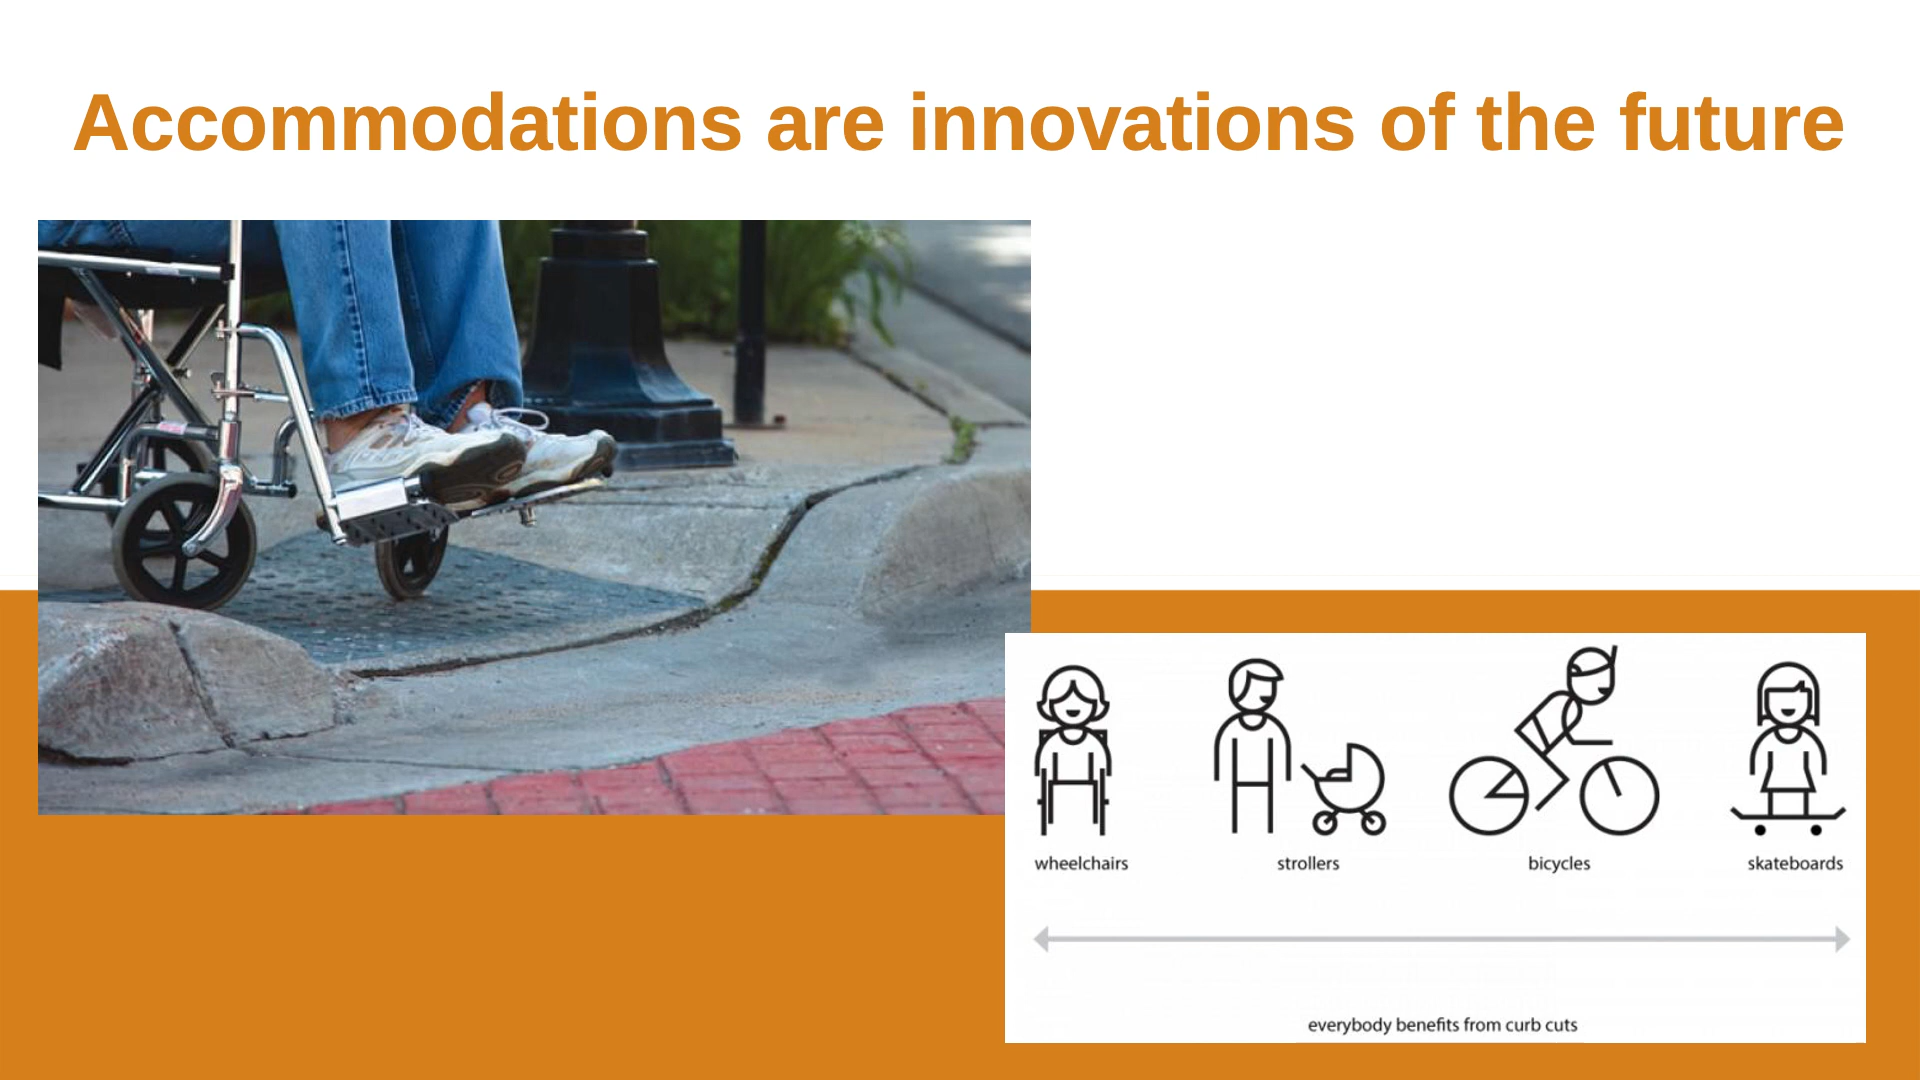 Accommodations are innovations of the future
wheelchairs strollers bicycles skateboards
everybody benefits from curb cuts